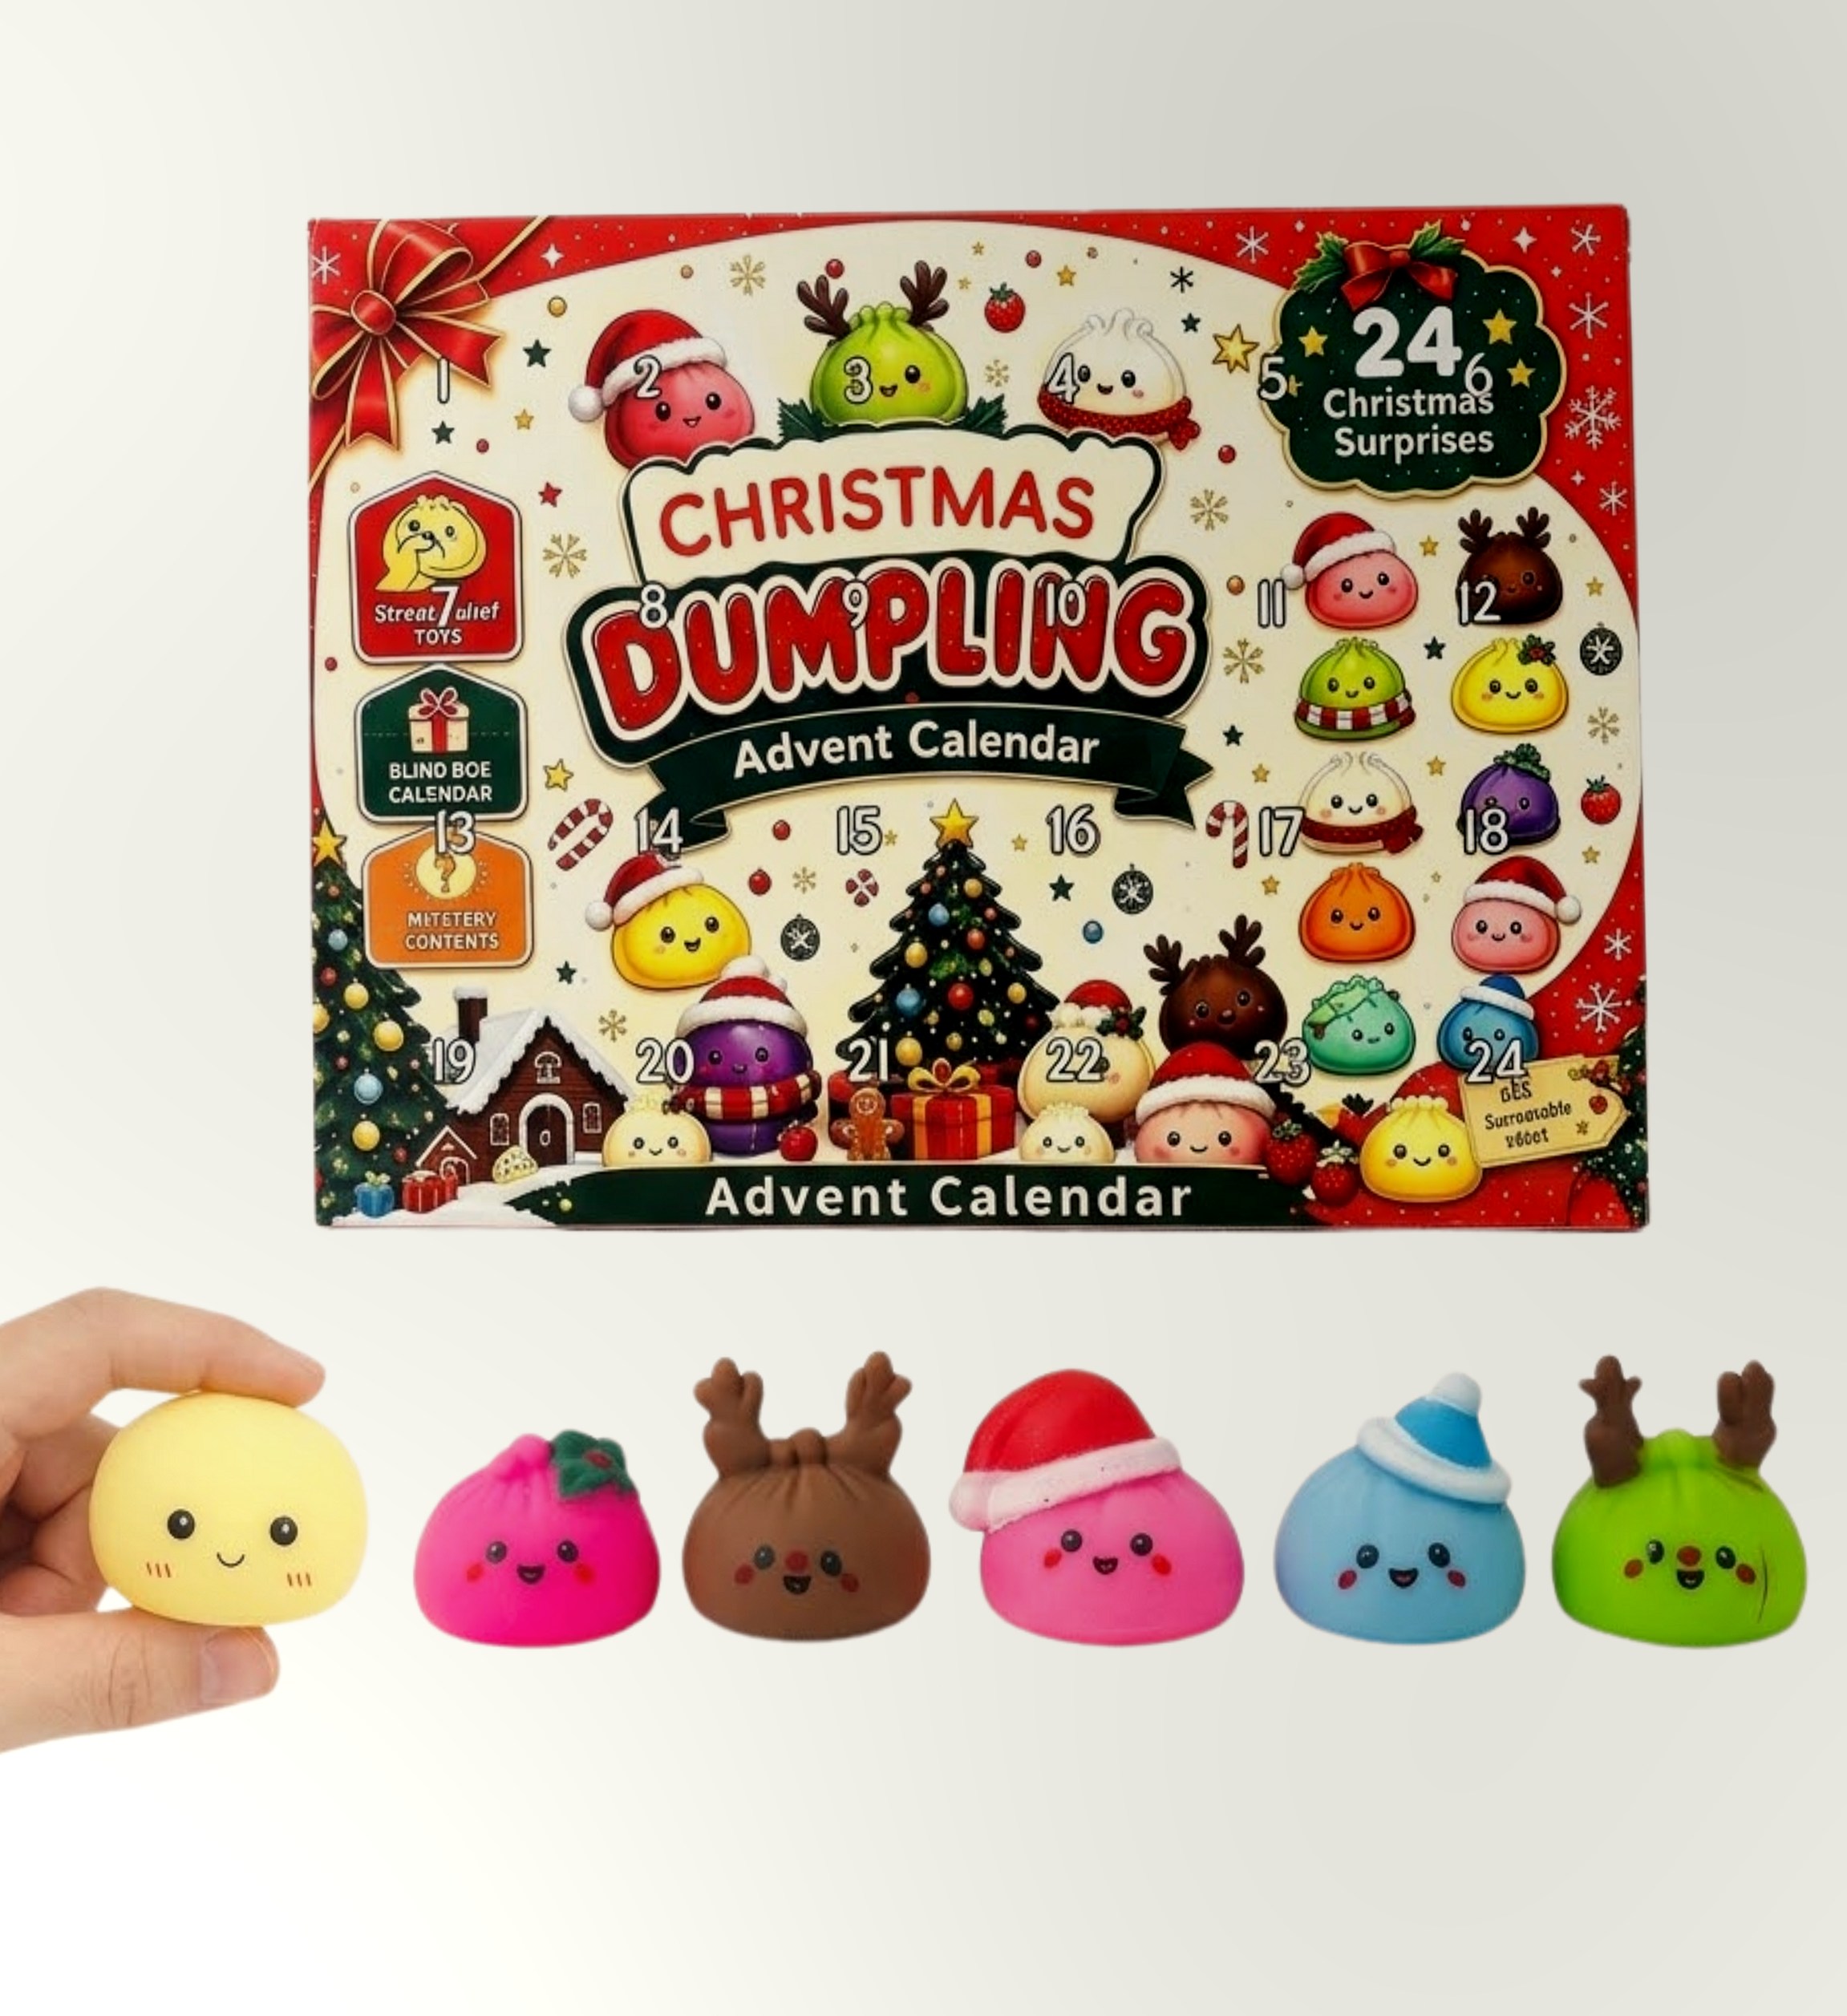 24
Christmas
Surprises
1
2
3
4
5
6
CHRISTMAS
DUMPLING
Advent Calendar
7
8
9
10
11
12
TOYS
BLIND BOE
CALENDAR
13
14
15
16
17
18
MITETERY
CONTENTS
19
20
21
22
23
24
Advent Calendar